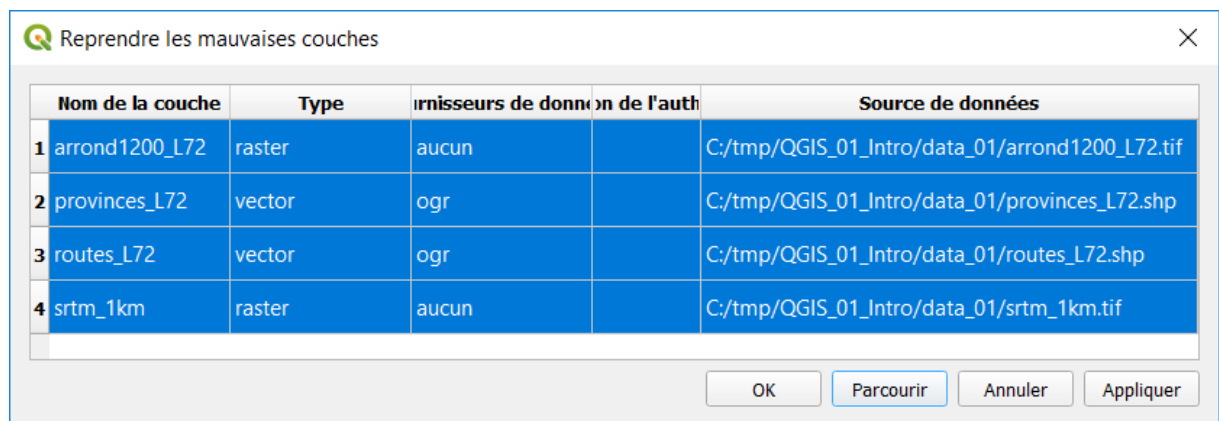 Reprendre les mauvaises couches
Nom de la couche Type urnisseurs de donné on de l'auth Source de données
1 arrond1200_L72 raster aucun C:/tmp/QGIS_01_Intro/data_01/arrond1200_L72.tif
2 provinces_L72 vector ogr C:/tmp/QGIS_01_Intro/data_01/provinces_L72.shp
3 routes_L72 vector ogr C:/tmp/QGIS_01_Intro/data_01/routes_L72.shp
4 srtm_1km raster aucun C:/tmp/QGIS_01_Intro/data_01/srtm_1km.tif
OK Parcourir Annuler Appliquer